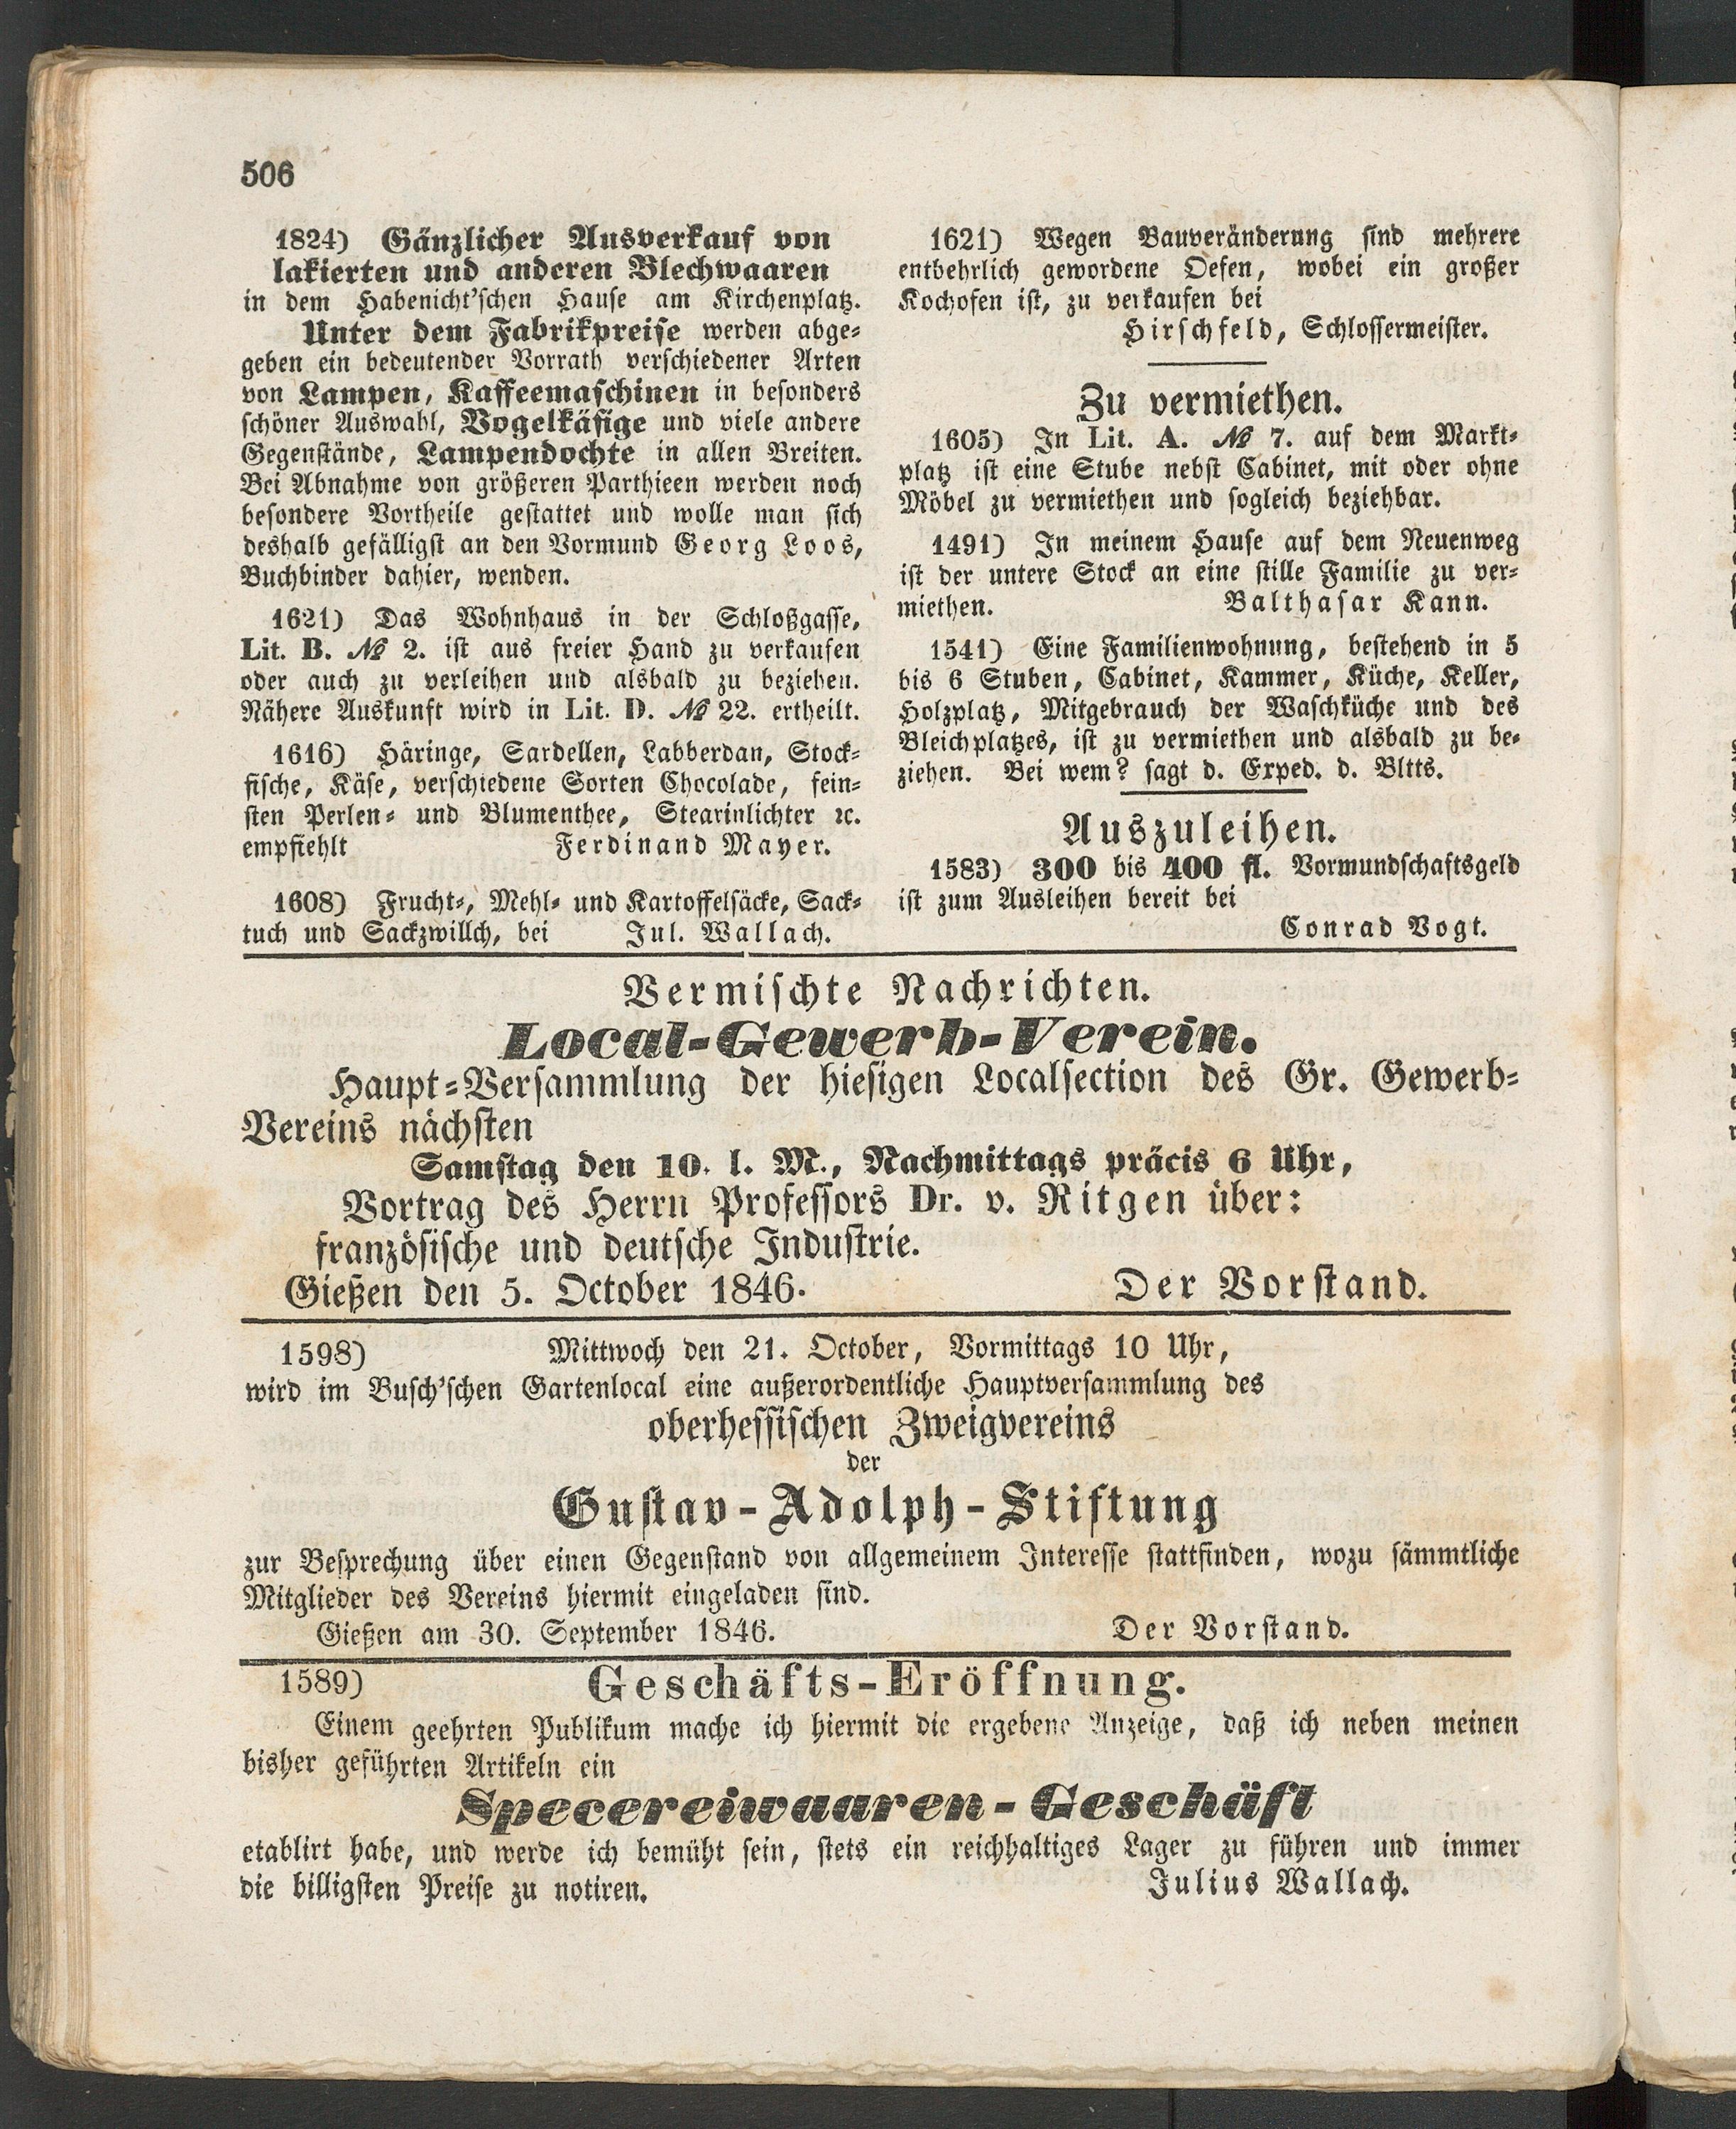 506
1824) Gänzlicher Ausverkauf von
lakierten und anderen Blechwaaren
in dem Habenicht'schen Hause am Kirchenplatz.
Unter dem Fabrikpreise werden abge-
geben ein bedeutender Vorrath verschiedener Arten
von Lampen, Kaffeemaschinen in besonders
schöner Auswahl, Vogelkäfige und viele andere
Gegenstände, Lampendochte in allen Breiten.
Bei Abnahme von größeren Parthieen werden noch
besondere Vortheile gestattet und wolle man sich
deshalb gefälligst an den Vormund Georg Loos,
Buchbinder dahier, wenden.
1621) Das Wohnhaus in der Schloßgasse,
Lit. B. № 2. ist aus freier Hand zu verkaufen
oder auch zu verleihen und alsbald zu beziehen.
Nähere Auskunft wird in Lit. D. № 22. ertheilt.
1616) Häringe, Sardellen, Labberdan, Stock-
fische, Käse, verschiedene Sorten Chocolade, fein-
sten Perlen- und Blumenthee, Stearinlichter ꝛc.
empfiehlt Ferdinand Mayer.
1608) Frucht-, Mehl- und Kartoffelsäcke, Sack-
tuch und Sackzwillch, bei Jul. Wallach.
1621) Wegen Bauveränderung sind mehrere
entbehrlich gewordene Oefen, wobei ein großer
Kochofen ist, zu verkaufen bei
Hirschfeld, Schlossermeister.
Zu vermiethen.
1605) In Lit. A. № 7. auf dem Markt-
platz ist eine Stube nebst Cabinet, mit oder ohne
Möbel zu vermiethen und sogleich beziehbar.
1491) In meinem Hause auf dem Neuenweg
ist der untere Stock an eine stille Familie zu ver-
miethen. Balthasar Kann.
1541) Eine Familienwohnung, bestehend in 5
bis 6 Stuben, Cabinet, Kammer, Küche, Keller,
Holzplatz, Mitgebrauch der Waschküche und des
Bleichplatzes, ist zu vermiethen und alsbald zu be-
ziehen. Bei wem? sagt d. Exped. d. Bltts.
Auszuleihen.
1583) 300 bis 400 fl. Vormundschaftsgeld
ist zum Ausleihen bereit bei
Conrad Vogt.
Vermischte Nachrichten.
Local-Gewerb-Verein.
Haupt-Versammlung der hiesigen Localsection des Gr. Gewerb-
Vereins nächsten
Samstag den 10. l. M., Nachmittags präcis 6 Uhr,
Vortrag des Herrn Professors Dr. v. Ritgen über:
französische und deutsche Industrie.
Gießen den 5. October 1846. Der Vorstand.
1598) Mittwoch den 21. October, Vormittags 10 Uhr,
wird im Busch'schen Gartenlocal eine außerordentliche Hauptversammlung des
oberhessischen Zweigvereins
der
Gustav-Adolph-Stiftung
zur Besprechung über einen Gegenstand von allgemeinem Interesse stattfinden, wozu sämmtliche
Mitglieder des Vereins hiermit eingeladen sind.
Gießen am 30. September 1846. Der Vorstand.
1589) Geschäfts-Eröffnung.
Einem geehrten Publikum mache ich hiermit die ergebene Anzeige, daß ich neben meinen
bisher geführten Artikeln ein
Specereiwaaren-Geschäft
etablirt habe, und werde ich bemüht sein, stets ein reichhaltiges Lager zu führen und immer
die billigsten Preise zu notiren. Julius Wallach.